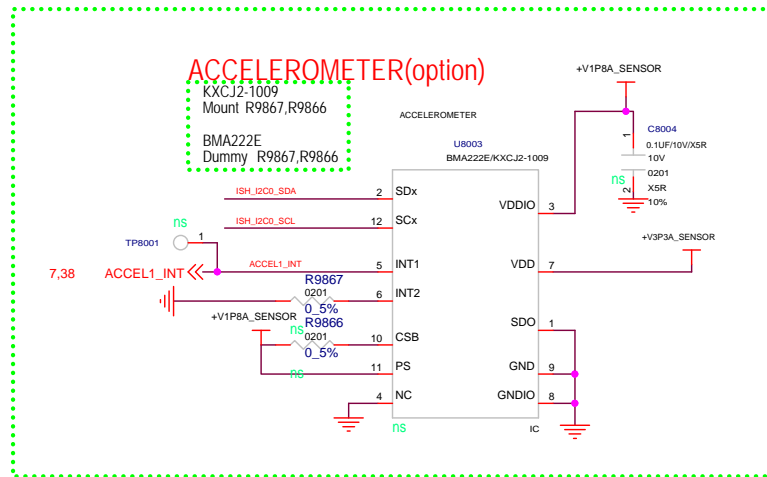 ACCELEROMETER(option)
KXCJ2-1009
Mount R9867,R9866
BMA222E
Dummy R9867,R9866
ACCELEROMETER
U8003
BMA222E/KXCJ2-1009
+V1P8A_SENSOR
1
C8004
0.1UF/10V/X5R
10V
0201
ns
X5R
2
10%
ISH_I2C0_SDA
2
SDx
ISH_I2C0_SCL
12
SCx
VDDIO
3
ns
TP8001
1
+V3P3A_SENSOR
7,38
ACCEL1_INT
ACCEL1_INT
5
INT1
VDD
7
R9867
0201
0_5%
6
INT2
+V1P8A_SENSOR
ns
R9866
0201
0_5%
10
CSB
SDO
1
ns
11
PS
GND
9
4
NC
GNDIO
8
ns
IC